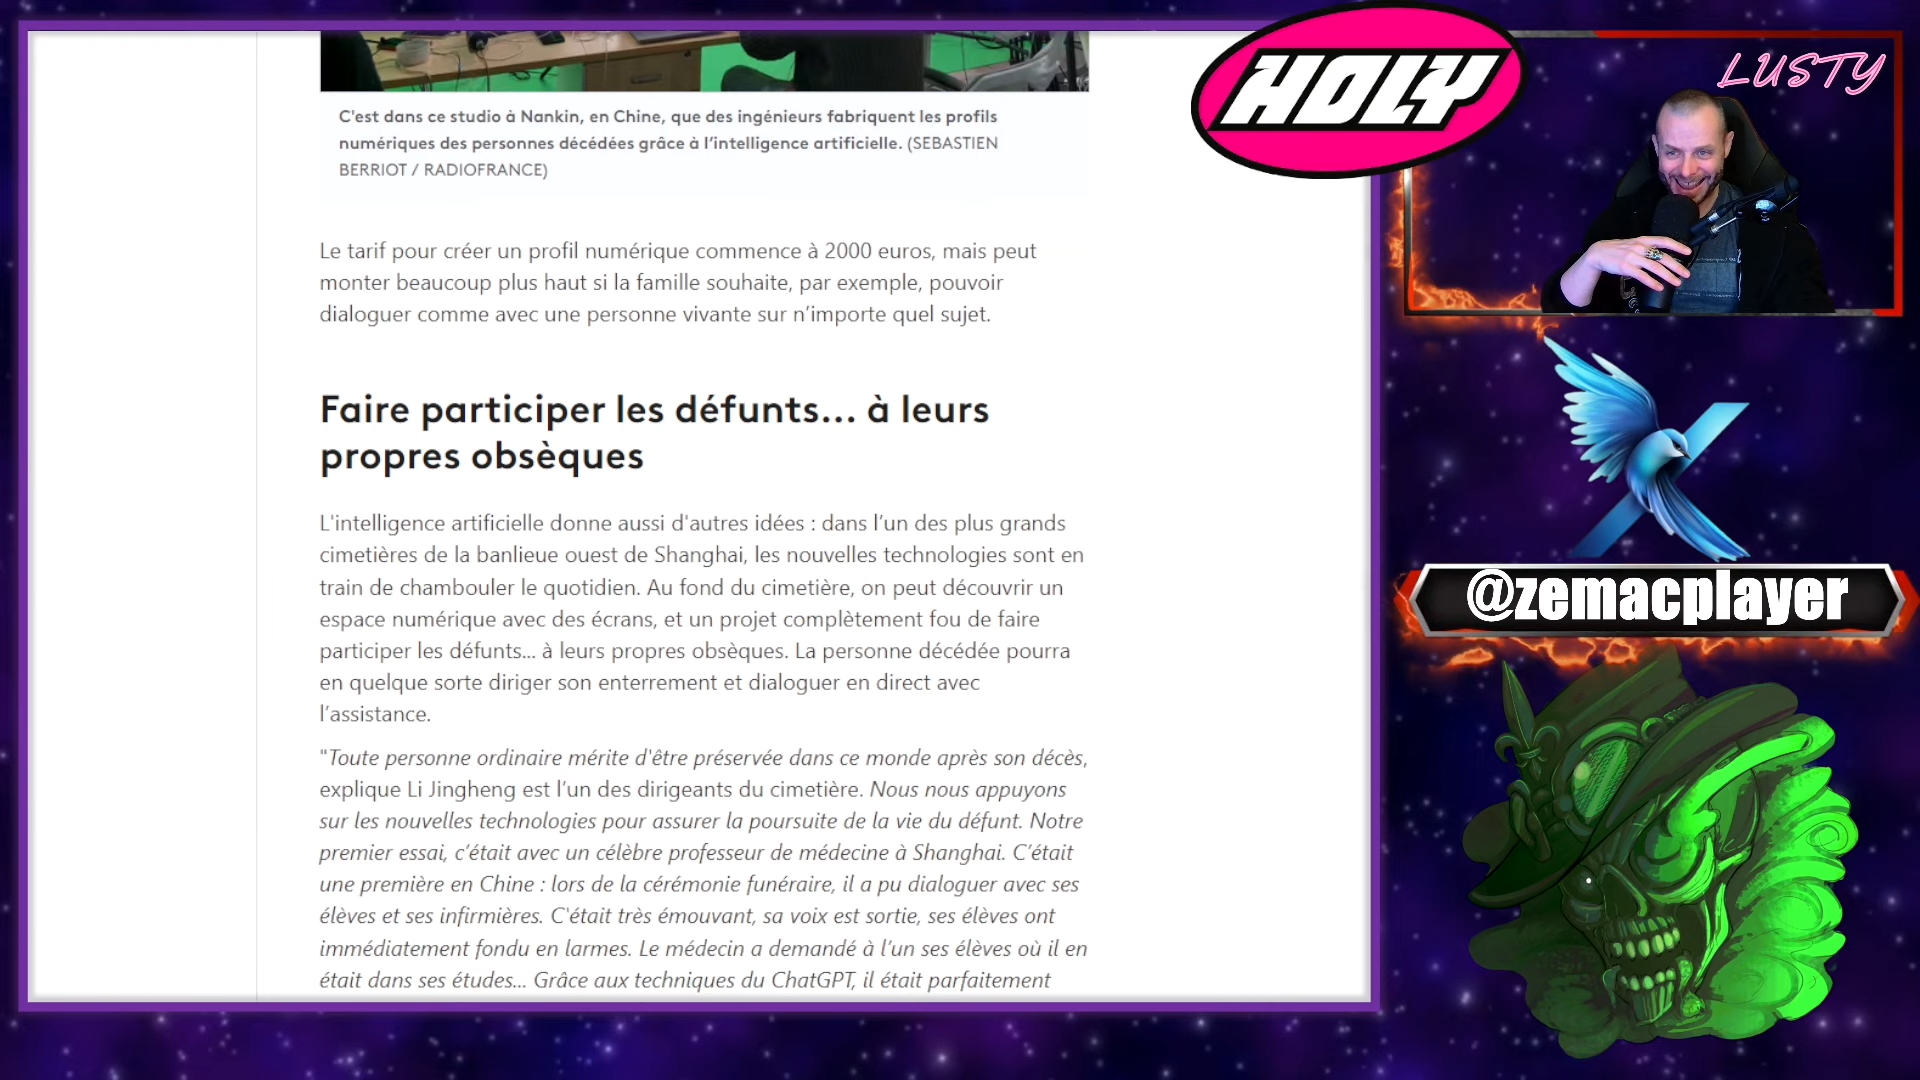 C'est dans ce studio à Nankin, en Chine, que des ingénieurs fabriquent les profils
numériques des personnes décédées grâce à l’intelligence artificielle. (SEBASTIEN
BERRIOT / RADIOFRANCE)
Le tarif pour créer un profil numérique commence à 2000 euros, mais peut
monter beaucoup plus haut si la famille souhaite, par exemple, pouvoir
dialoguer comme avec une personne vivante sur n’importe quel sujet.
Faire participer les défunts... à leurs
propres obsèques
L'intelligence artificielle donne aussi d'autres idées : dans l’un des plus grands
cimetières de la banlieue ouest de Shanghai, les nouvelles technologies sont en
train de chambouler le quotidien. Au fond du cimetière, on peut découvrir un
espace numérique avec des écrans, et un projet complètement fou de faire
participer les défunts... à leurs propres obsèques. La personne décédée pourra
en quelque sorte diriger son enterrement et dialoguer en direct avec
l’assistance.
"Toute personne ordinaire mérite d'être préservée dans ce monde après son décès,
explique Li Jingheng est l’un des dirigeants du cimetière. Nous nous appuyons
sur les nouvelles technologies pour assurer la poursuite de la vie du défunt. Notre
premier essai, c’était avec un célèbre professeur de médecine à Shanghai. C’était
une première en Chine : lors de la cérémonie funéraire, il a pu dialoguer avec ses
élèves et ses infirmières. C'était très émouvant, sa voix est sortie, ses élèves ont
immédiatement fondu en larmes. Le médecin a demandé à l’un ses élèves où il en
était dans ses études... Grâce aux techniques du ChatGPT, il était parfaitement
HOLY
LUSTY
@zemacplayer